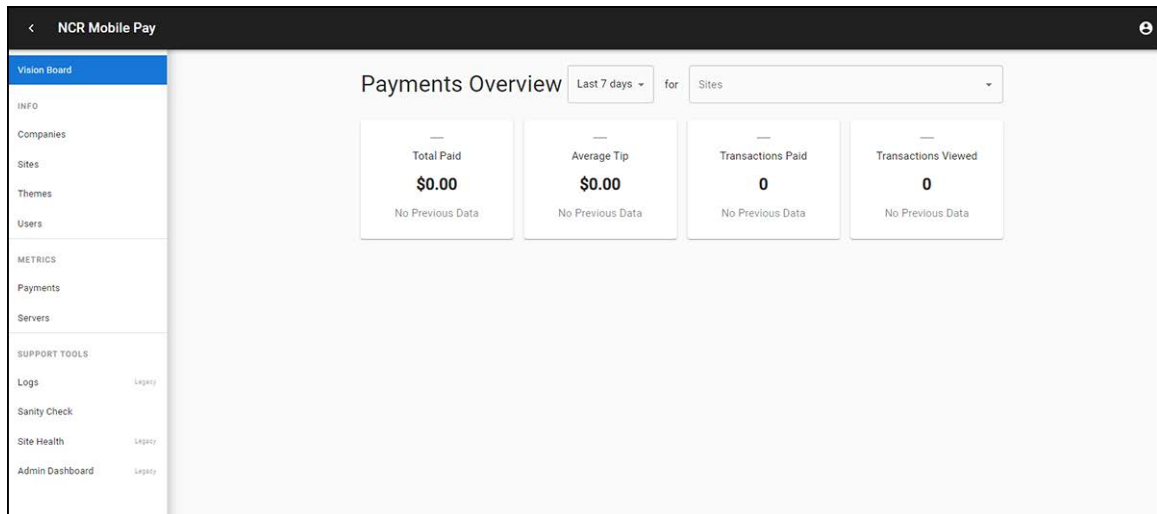 NCR Mobile Pay
Vision Board
INFO
Companies
Sites
Themes
Users
METRICS
Payments
Servers
SUPPORT TOOLS
Logs Legacy
Sanity Check
Site Health Legacy
Admin Dashboard Legacy
Payments Overview Last 7 days for Sites
Total Paid
$0.00
No Previous Data
Average Tip
$0.00
No Previous Data
Transactions Paid
0
No Previous Data
Transactions Viewed
0
No Previous Data